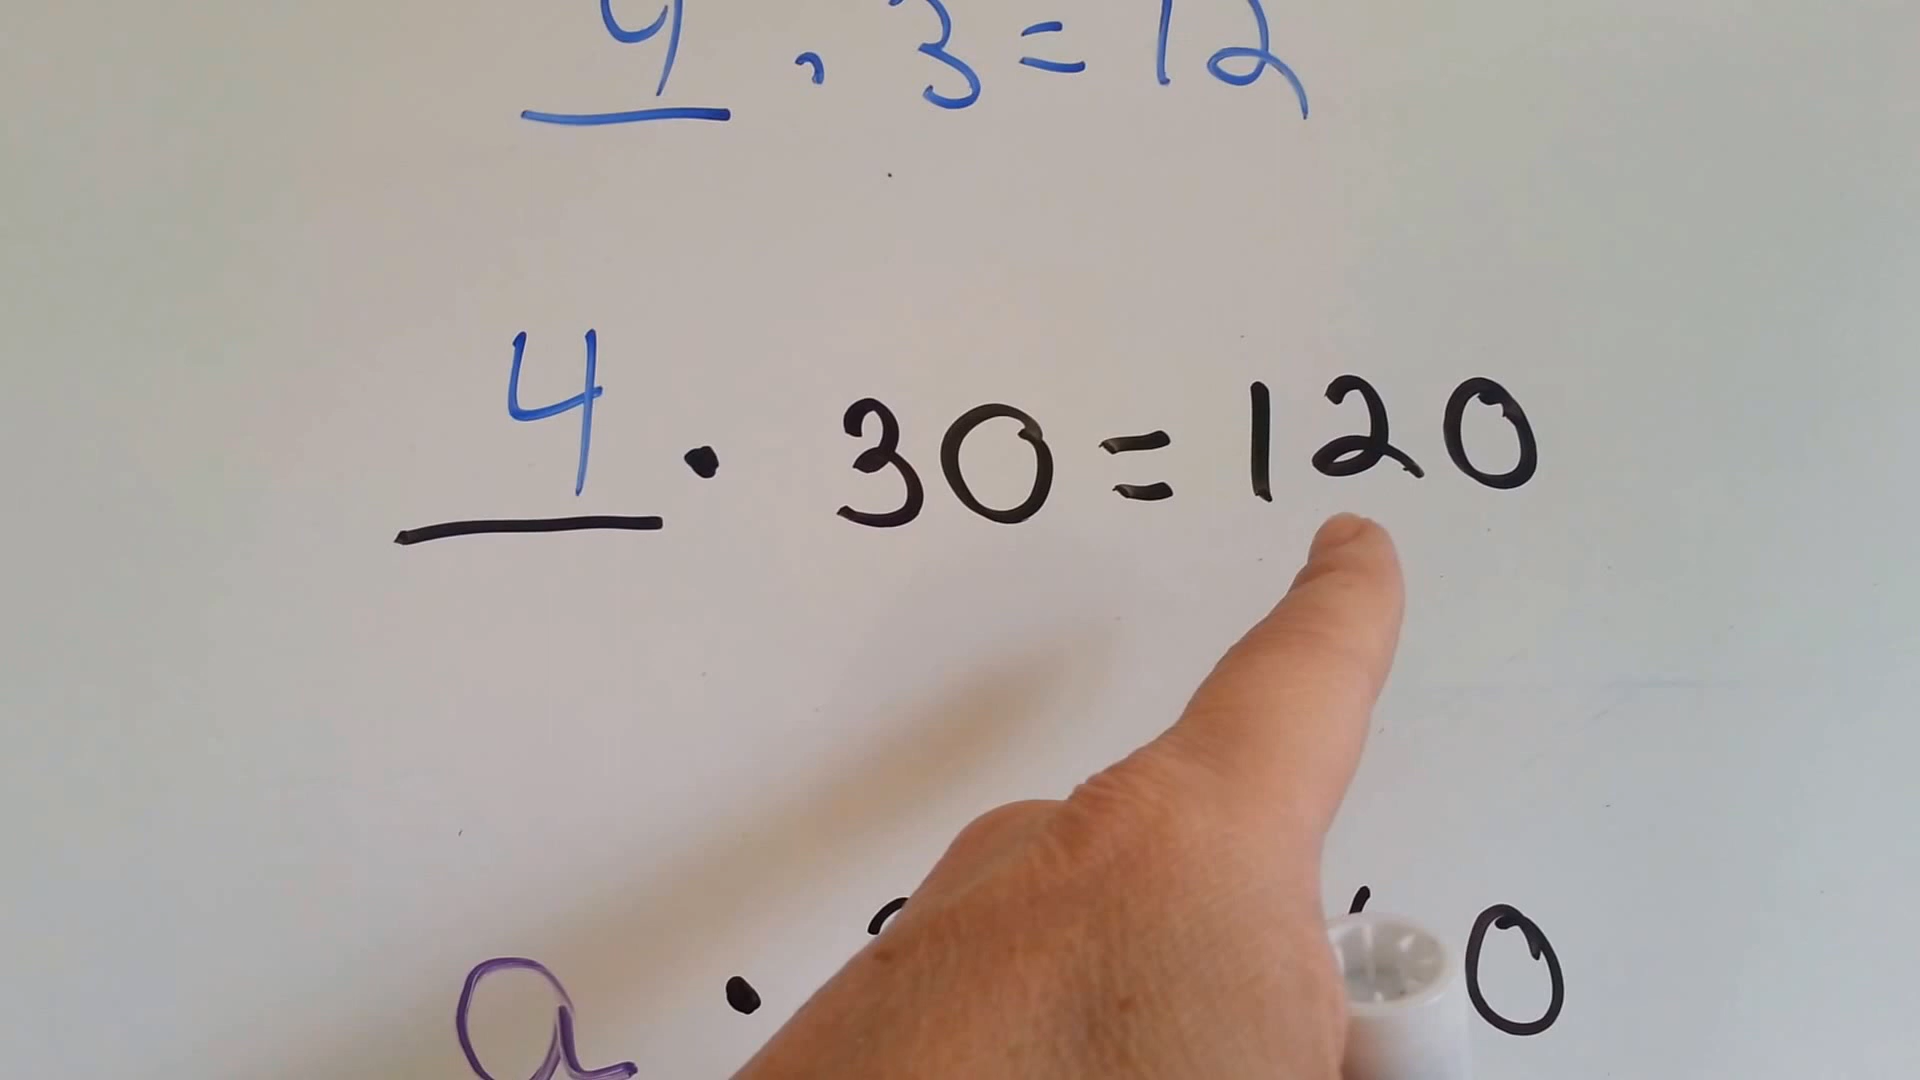 4 · 3 = 12
4 · 30 = 120
a ·